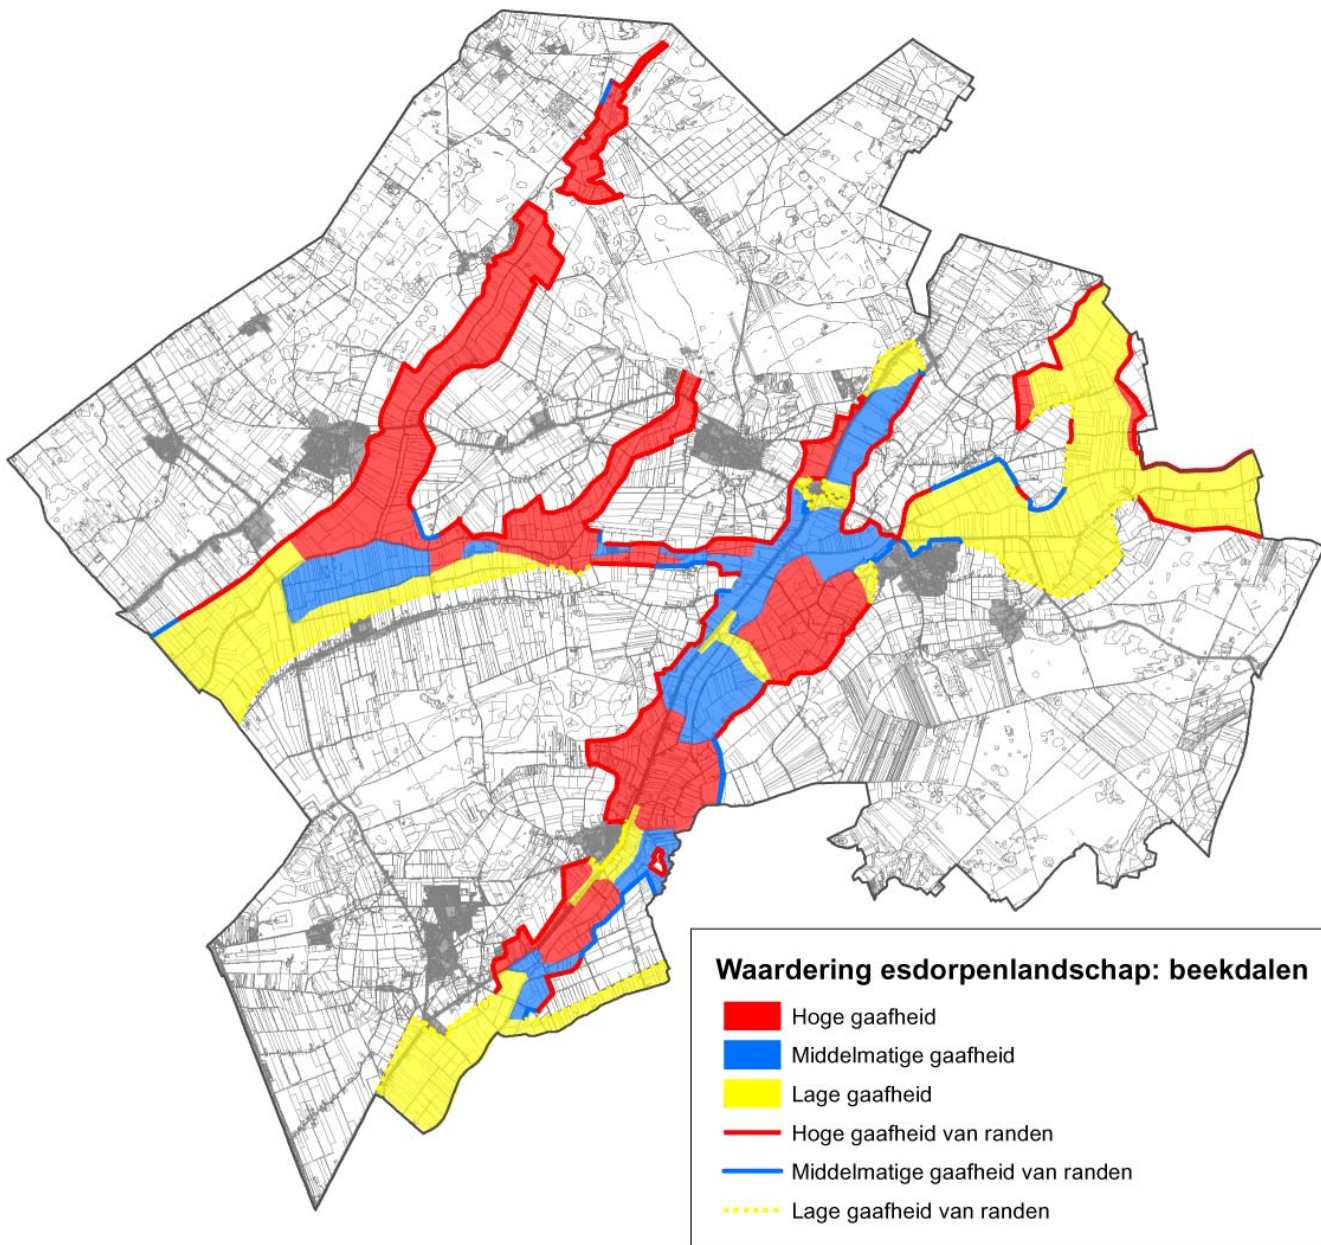 Waardering esdorpenlandschap: beekdalen
Hoge gaafheid
Middelmatige gaafheid
Lage gaafheid
Hoge gaafheid van randen
Middelmatige gaafheid van randen
Lage gaafheid van randen